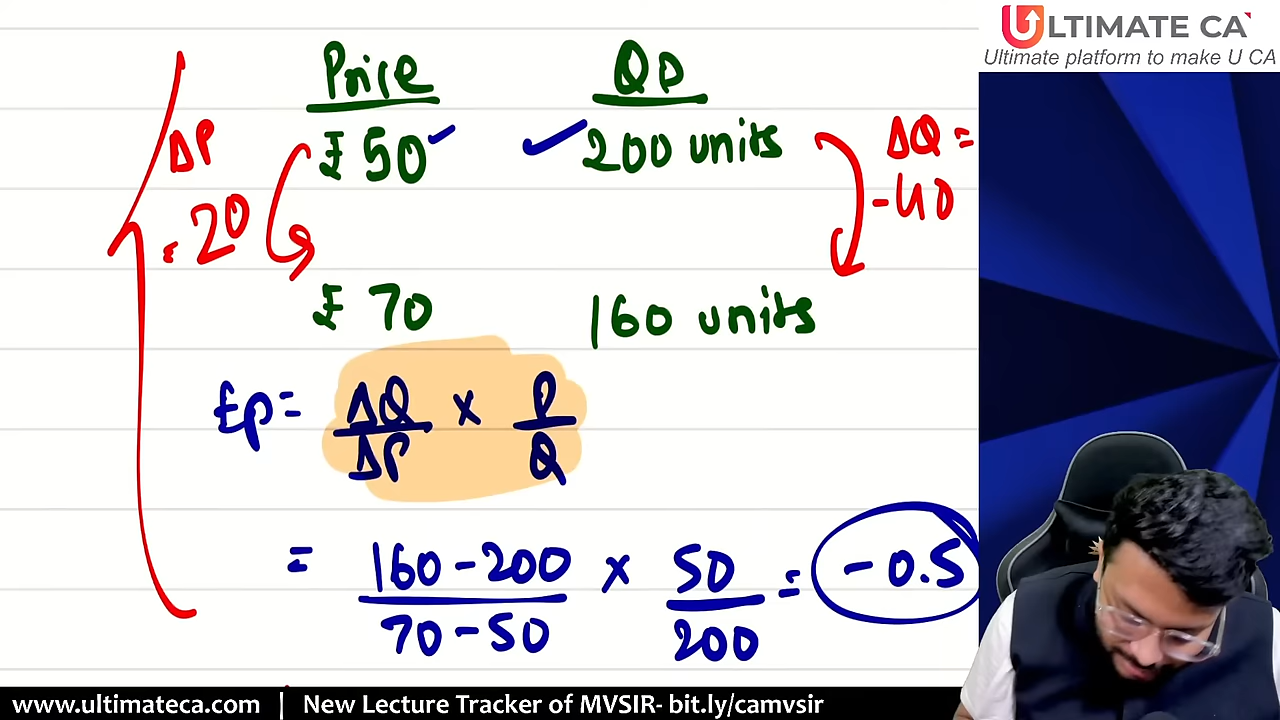 ULTIMATE CA
Ultimate platform to make U CA
Price QD
₹ 50 200 units
ΔP = 20
ΔQ = -40
₹ 70 160 units
Ep = ΔQ/ΔP × P/Q
= 160 - 200 / 70 - 50 × 50 / 200 = -0.5
www.ultimateca.com | New Lecture Tracker of MVSIR- bit.ly/camvsir